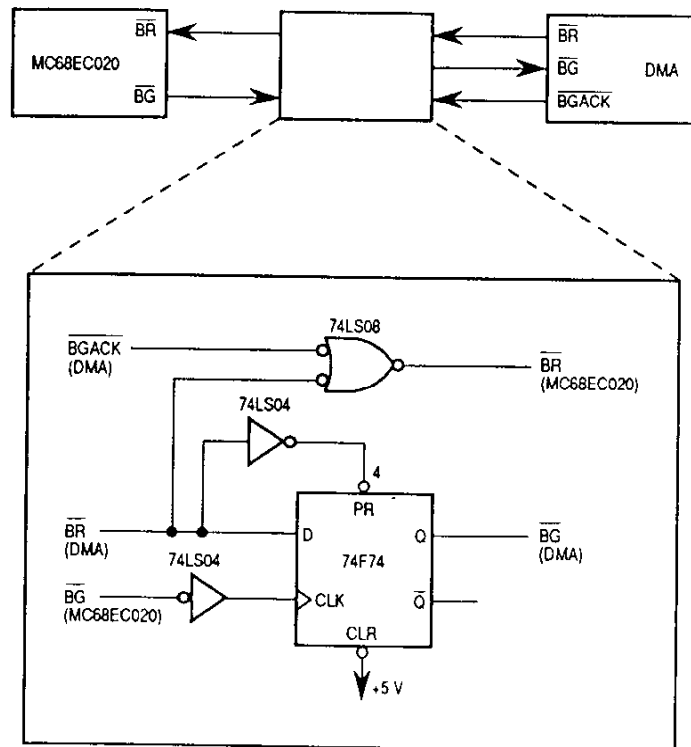 BR
MC68EC020
BG
BR
BG
DMA
BGACK
74LS08
BGACK
(DMA)
BR
(MC68EC020)
74LS04
4
PR
BR
(DMA)
D
Q
BG
(DMA)
74LS04
74F74
BG
(MC68EC020)
CLK
Q
CLR
+5 V